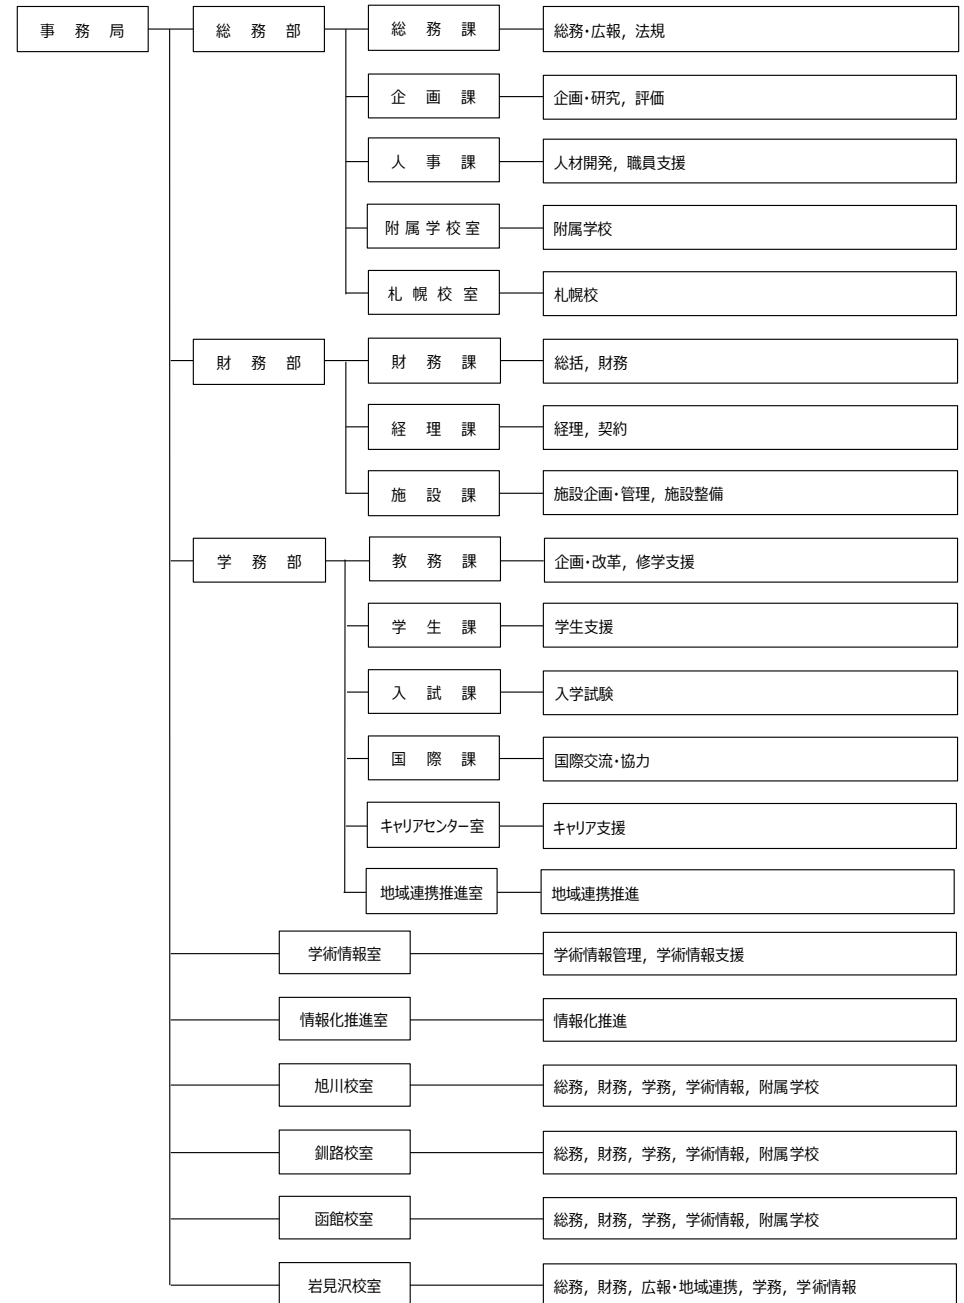 事務局 総務部 総務課 総務・広報，法規
企画課 企画・研究，評価
人事課 人材開発，職員支援
附属学校室 附属学校
札幌校室 札幌校
財務部 財務課 総括，財務
経理課 経理，契約
施設課 施設企画・管理，施設整備
学務部 教務課 企画・改革，修学支援
学生課 学生支援
入試課 入学試験
国際課 国際交流・協力
キャリアセンター室 キャリア支援
地域連携推進室 地域連携推進
学術情報室 学術情報管理，学術情報支援
情報化推進室 情報化推進
旭川校室 総務，財務，学務，学術情報，附属学校
釧路校室 総務，財務，学務，学術情報，附属学校
函館校室 総務，財務，学務，学術情報，附属学校
岩見沢校室 総務，財務，広報・地域連携，学務，学術情報